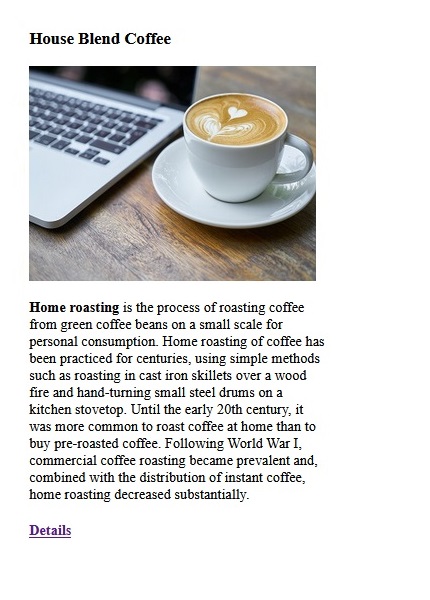 House Blend Coffee
Home roasting is the process of roasting coffee
from green coffee beans on a small scale for
personal consumption. Home roasting of coffee has
been practiced for centuries, using simple methods
such as roasting in cast iron skillets over a wood
fire and hand-turning small steel drums on a
kitchen stovetop. Until the early 20th century, it
was more common to roast coffee at home than to
buy pre-roasted coffee. Following World War I,
commercial coffee roasting became prevalent and,
combined with the distribution of instant coffee,
home roasting decreased substantially.
Details